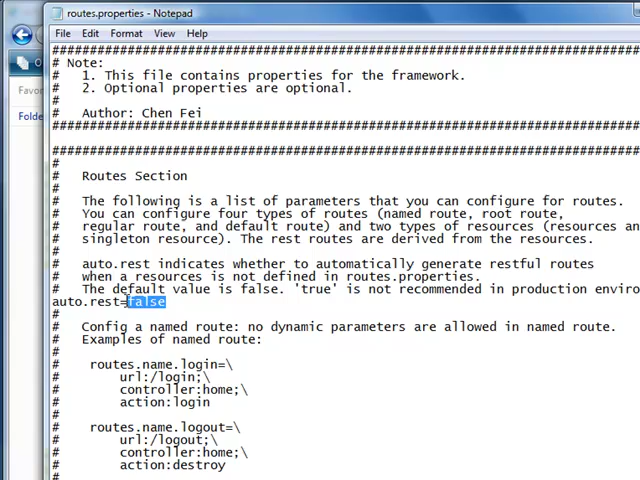 routes.properties - Notepad
File Edit Format View Help
################################################################################
# Note:
# 1. This file contains properties for the framework.
# 2. Optional properties are optional.
#
# Author: Chen Fei
################################################################################
################################################################################
#
# Routes Section
#
# The following is a list of parameters that you can configure for routes.
# You can configure four types of routes (named route, root route,
# regular route, and default route) and two types of resources (resources an
# singleton resource). The rest routes are derived from the resources.
#
# auto.rest indicates whether to automatically generate restful routes
# when a resources is not defined in routes.properties.
# The default value is false. 'true' is not recommended in production enviro
auto.rest=false
#
# Config a named route: no dynamic parameters are allowed in named route.
# Examples of named route:
#
# routes.name.login=\
# url:/login;\
# controller:home;\
# action:login
#
# routes.name.logout=\
# url:/logout;\
# controller:home;\
# action:destroy
#
O
Favor
Folde